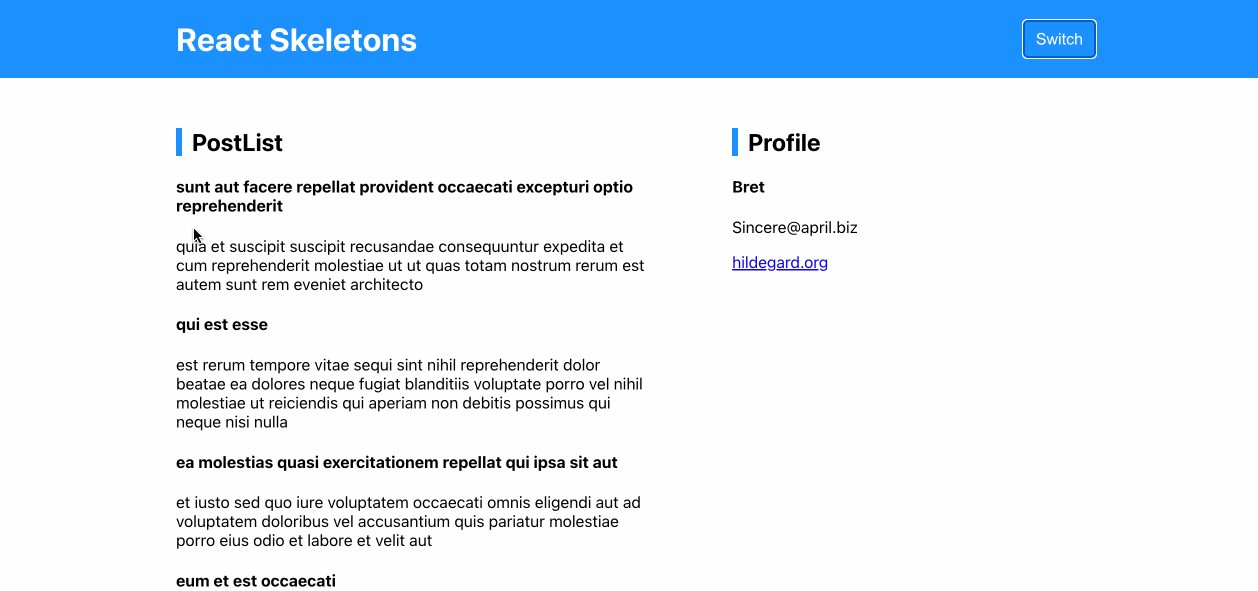 React Skeletons
Switch
PostList
sunt aut facere repellat provident occaecati excepturi optio
reprehenderit
quia et suscipit suscipit recusandae consequuntur expedita et
cum reprehenderit molestiae ut ut quas totam nostrum rerum est
autem sunt rem eveniet architecto
qui est esse
est rerum tempore vitae sequi sint nihil reprehenderit dolor
beatae ea dolores neque fugiat blanditiis voluptate porro vel nihil
molestiae ut reiciendis qui aperiam non debitis possimus qui
neque nisi nulla
ea molestias quasi exercitationem repellat qui ipsa sit aut
et iusto sed quo iure voluptatem occaecati omnis eligendi aut ad
voluptatem doloribus vel accusantium quis pariatur molestiae
porro eius odio et labore et velit aut
eum et est occaecati
Profile
Bret
Sincere@april.biz
hildegard.org